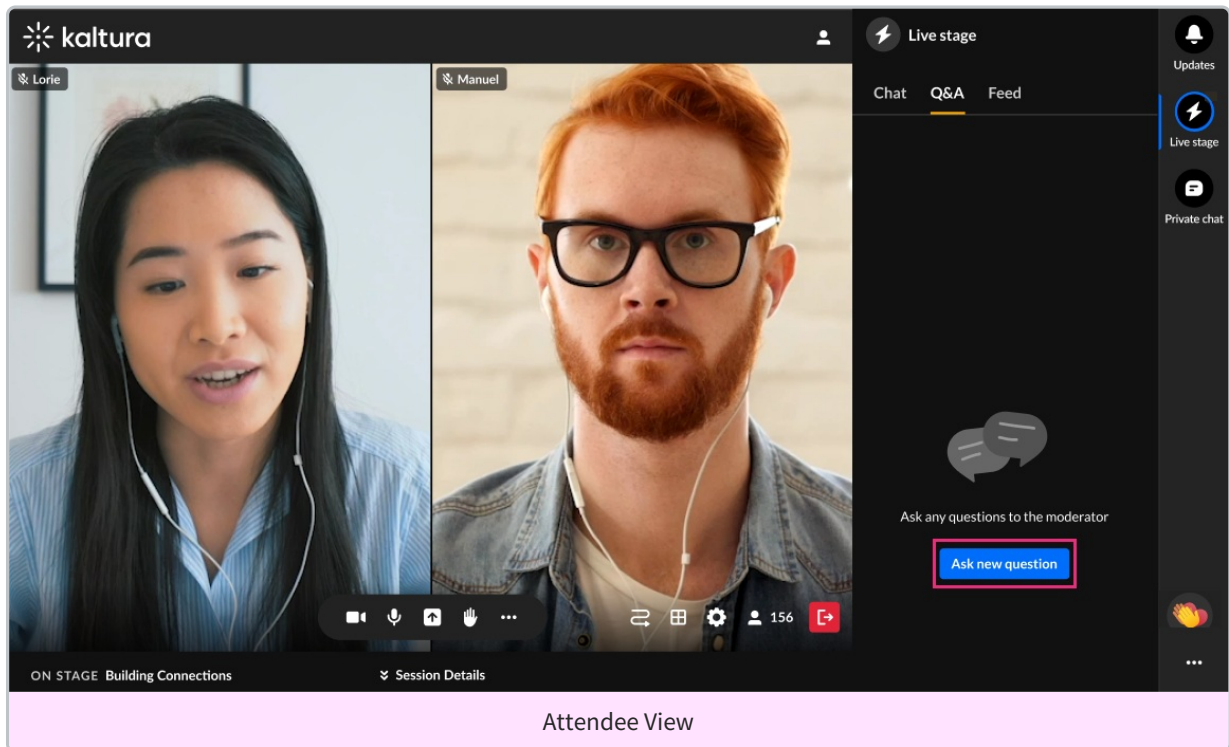 kaltura
Lorie
Manuel
156
ON STAGE Building Connections
Session Details
Live stage
Chat Q&A Feed
Ask any questions to the moderator
Ask new question
Updates
Live stage
Private chat
Attendee View